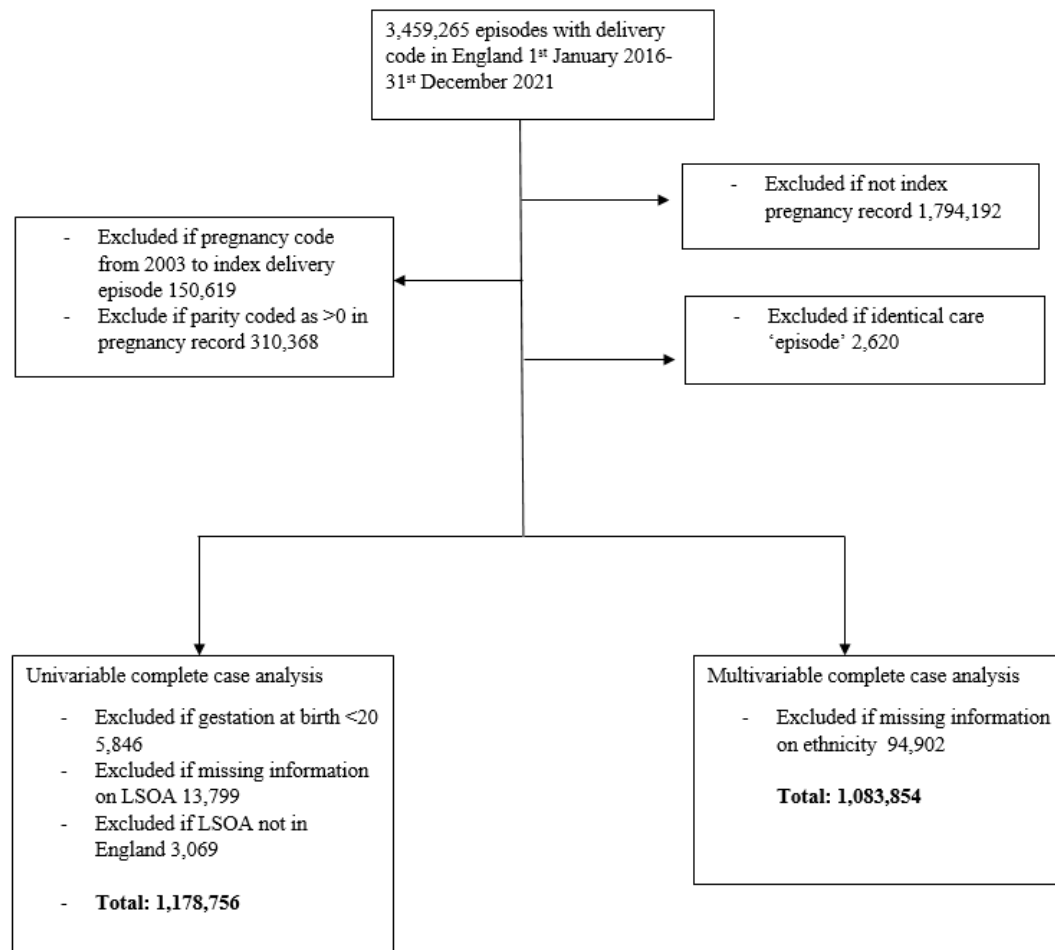 3,459,265 episodes with delivery
code in England 1st January 2016-
31st December 2021
- Excluded if not index
pregnancy record 1,794,192
- Excluded if pregnancy code
from 2003 to index delivery
episode 150,619
- Exclude if parity coded as >0 in
pregnancy record 310,368
- Excluded if identical care
‘episode’ 2,620
Univariable complete case analysis
- Excluded if gestation at birth <20
5,846
- Excluded if missing information
on LSOA 13,799
- Excluded if LSOA not in
England 3,069
- Total: 1,178,756
Multivariable complete case analysis
- Excluded if missing information
on ethnicity 94,902
Total: 1,083,854